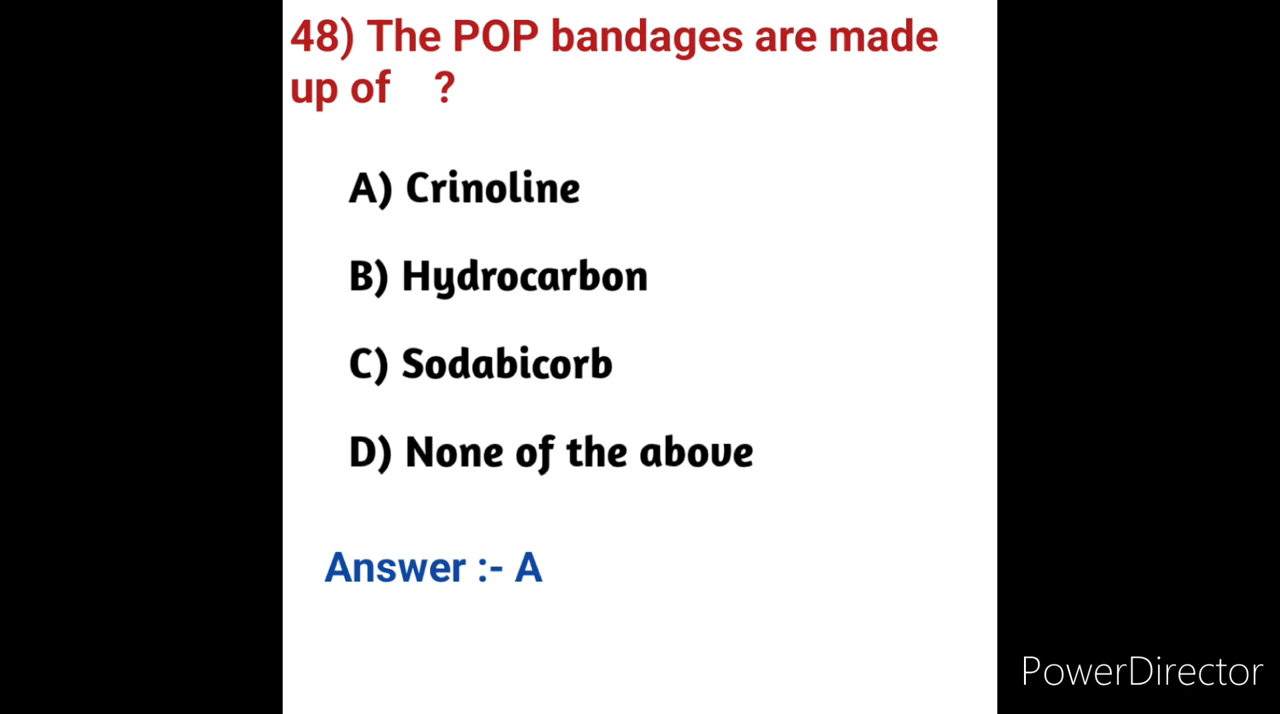 48) The POP bandages are made
up of ?
A) Crinoline
B) Hydrocarbon
C) Sodabicorb
D) None of the above
Answer :- A
PowerDirector